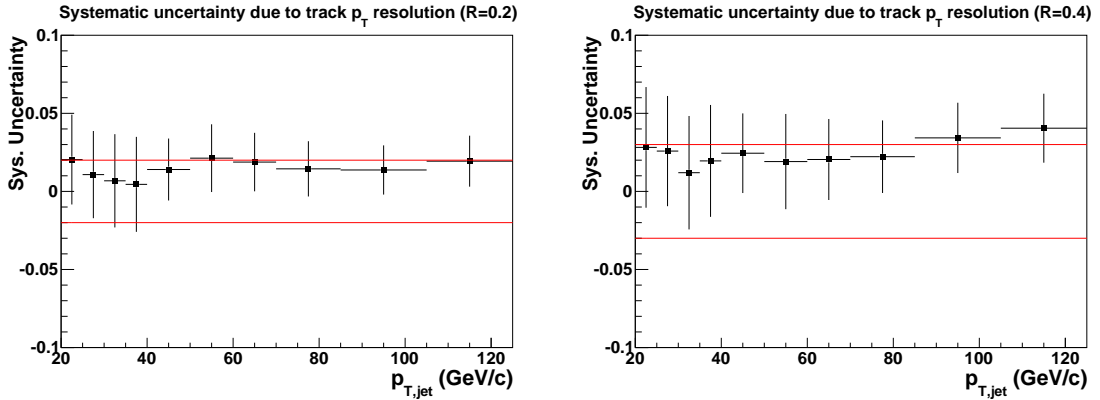 Systematic uncertainty due to track p_T resolution (R=0.2)
Sys. Uncertainty
0.1
0.05
0
-0.05
-0.1
20 40 60 80 100 120
p_T,jet (GeV/c)
Systematic uncertainty due to track p_T resolution (R=0.4)
Sys. Uncertainty
0.1
0.05
0
-0.05
-0.1
20 40 60 80 100 120
p_T,jet (GeV/c)